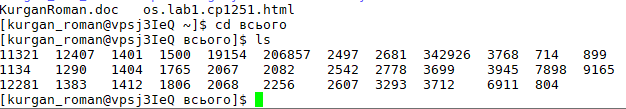 KurganRoman.doc   os.lab1.cp1251.html
[kurgan_roman@vpsj3IeQ ~]$ cd всього
[kurgan_roman@vpsj3IeQ всього]$ ls
11321  12407  1401  1500  19154  206857  2497  2681  342926  3768  714   899
1134   1290   1404  1765  2067   2082    2542  2778  3699    3945  7898  9165
12281  1383   1412  1806  2068   2256    2607  3293  3712    6911  804
[kurgan_roman@vpsj3IeQ всього]$